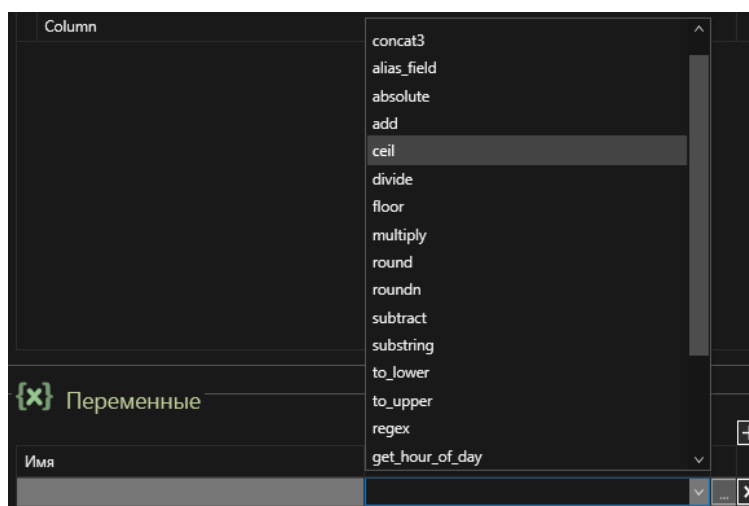 Column
concat3
alias_field
absolute
add
ceil
divide
floor
multiply
round
roundn
subtract
substring
to_lower
to_upper
regex
get_hour_of_day
{x} Переменные
Имя
...